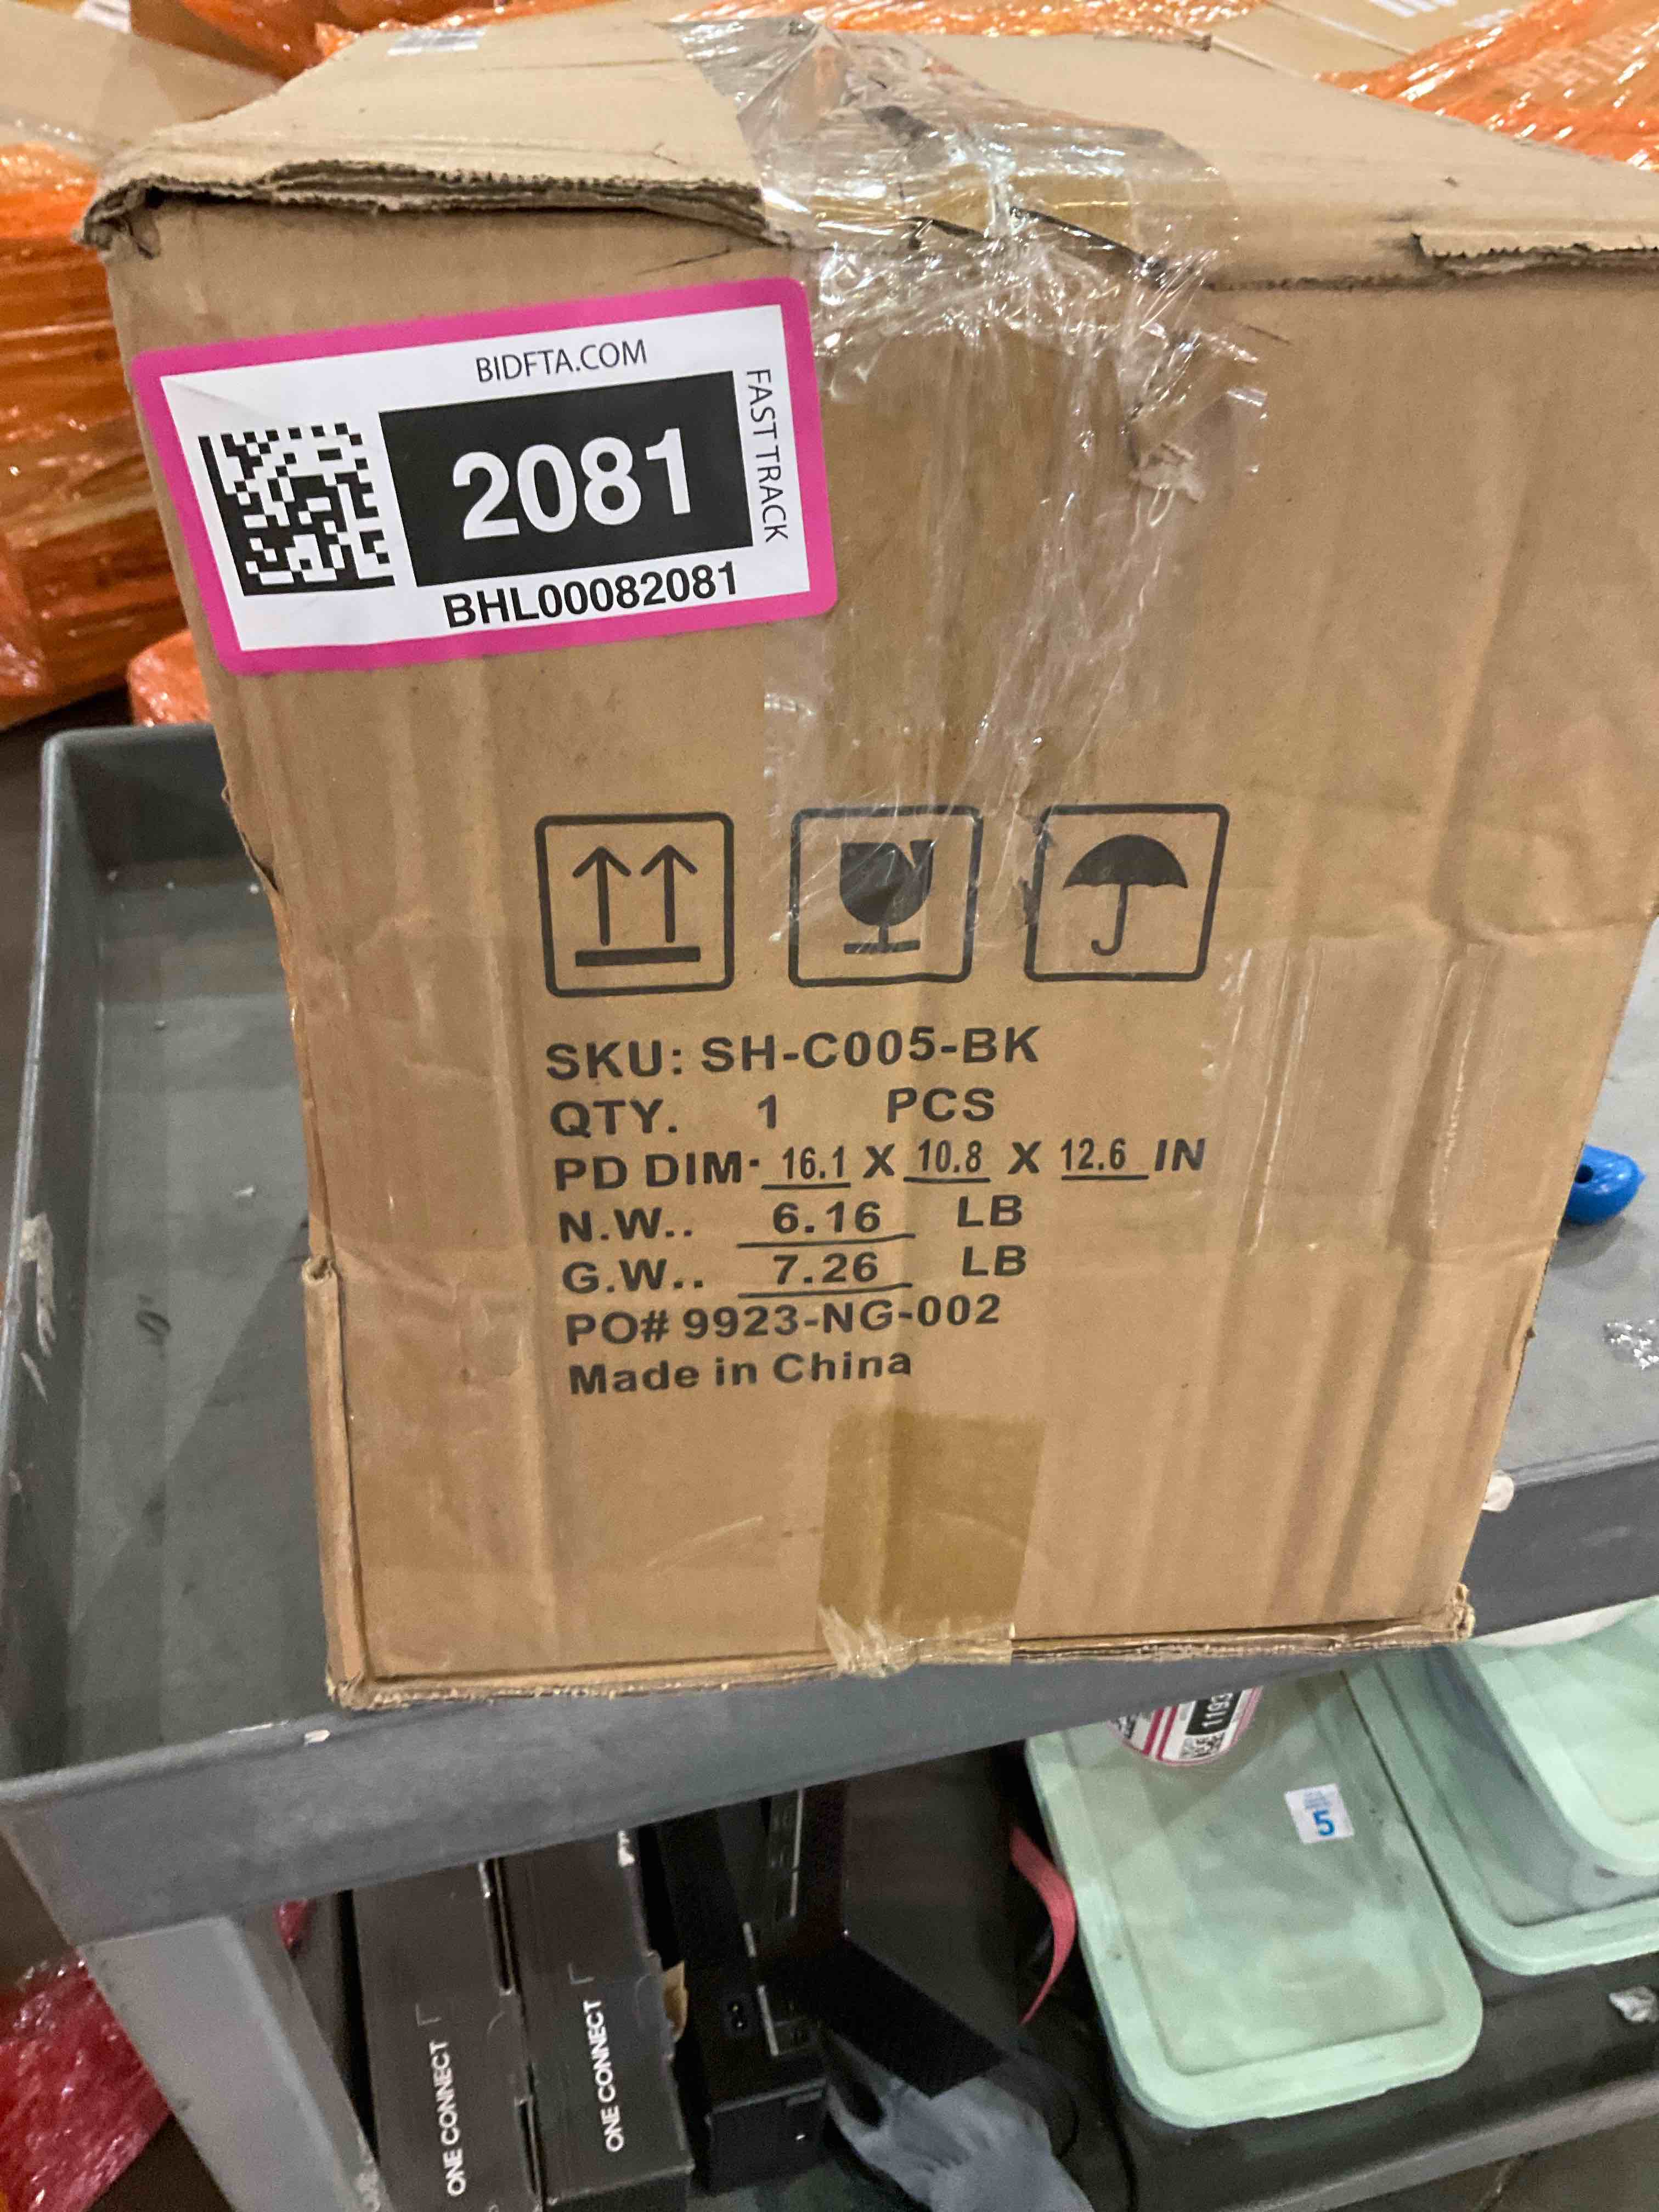 BIDFTA.COM
2081
FAST TRACK
BHL00082081
SKU: SH-C005-BK
QTY. 1 PCS
PD DIM- 16.1 X 10.8 X 12.6 IN
N.W.. 6.16 LB
G.W.. 7.26 LB
PO# 9923-NG-002
Made in China
1193
5
ONE CONNECT
ONE CONNECT